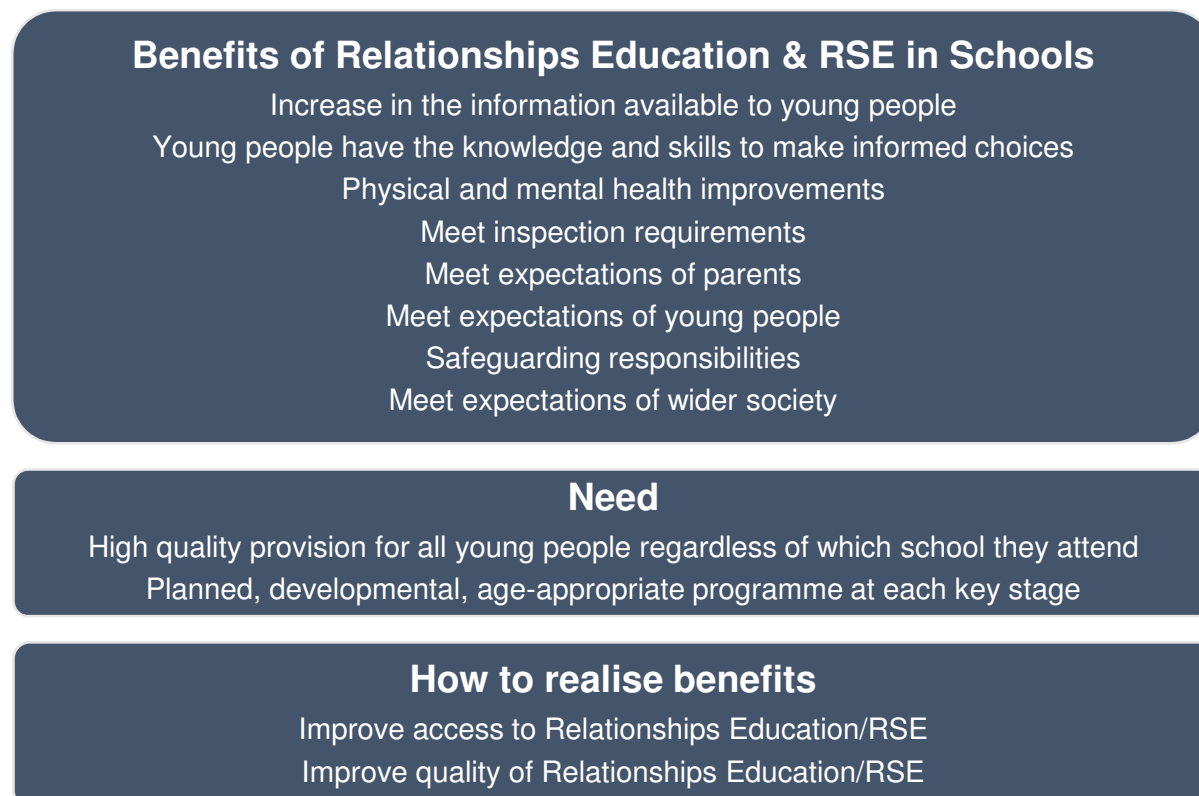 Benefits of Relationships Education & RSE in Schools
Increase in the information available to young people
Young people have the knowledge and skills to make informed choices
Physical and mental health improvements
Meet inspection requirements
Meet expectations of parents
Meet expectations of young people
Safeguarding responsibilities
Meet expectations of wider society
Need
High quality provision for all young people regardless of which school they attend
Planned, developmental, age-appropriate programme at each key stage
How to realise benefits
Improve access to Relationships Education/RSE
Improve quality of Relationships Education/RSE